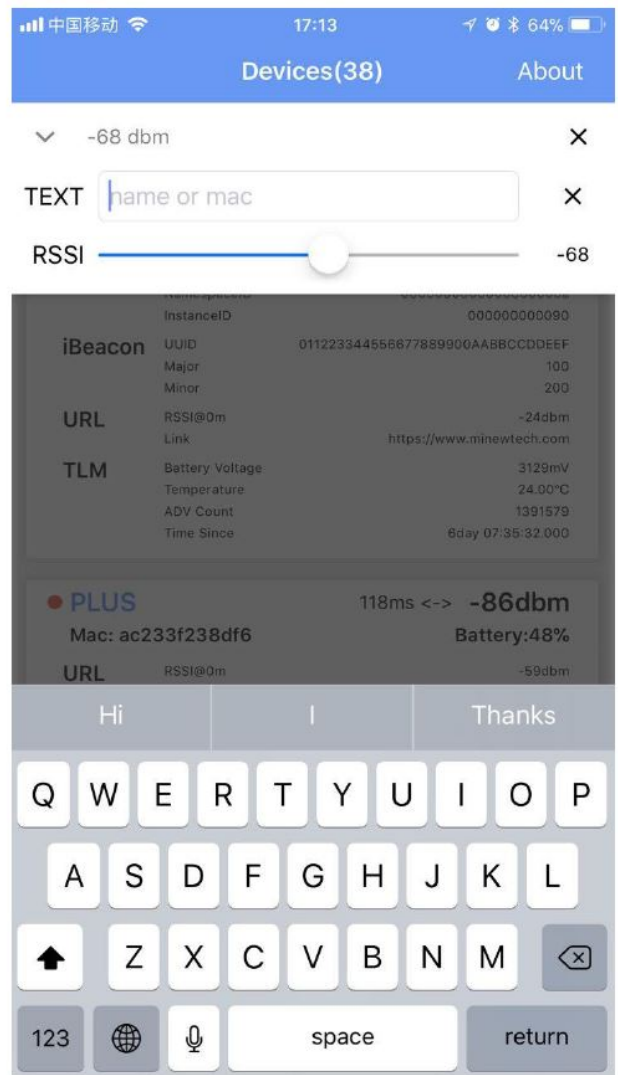 中国移动 17:13 64%
Devices(38) About
-68 dbm
TEXT name or mac
RSSI -68
InstanceID 000000000090
iBeacon UUID 011223344556677889900AABBCCDDEEF
Major 100
Minor 200
URL RSSI@0m -24dbm
Link https://www.minewtech.com
TLM Battery Voltage 3129mV
Temperature 24.00°C
ADV Count 1391579
Time Since 6day 07:35:32.000
PLUS 118ms <-> -86dbm
Mac: ac233f238df6 Battery:48%
URL RSSI@0m -59dbm
Hi I Thanks
Q W E R T Y U I O P
A S D F G H J K L
Z X C V B N M
123 space return